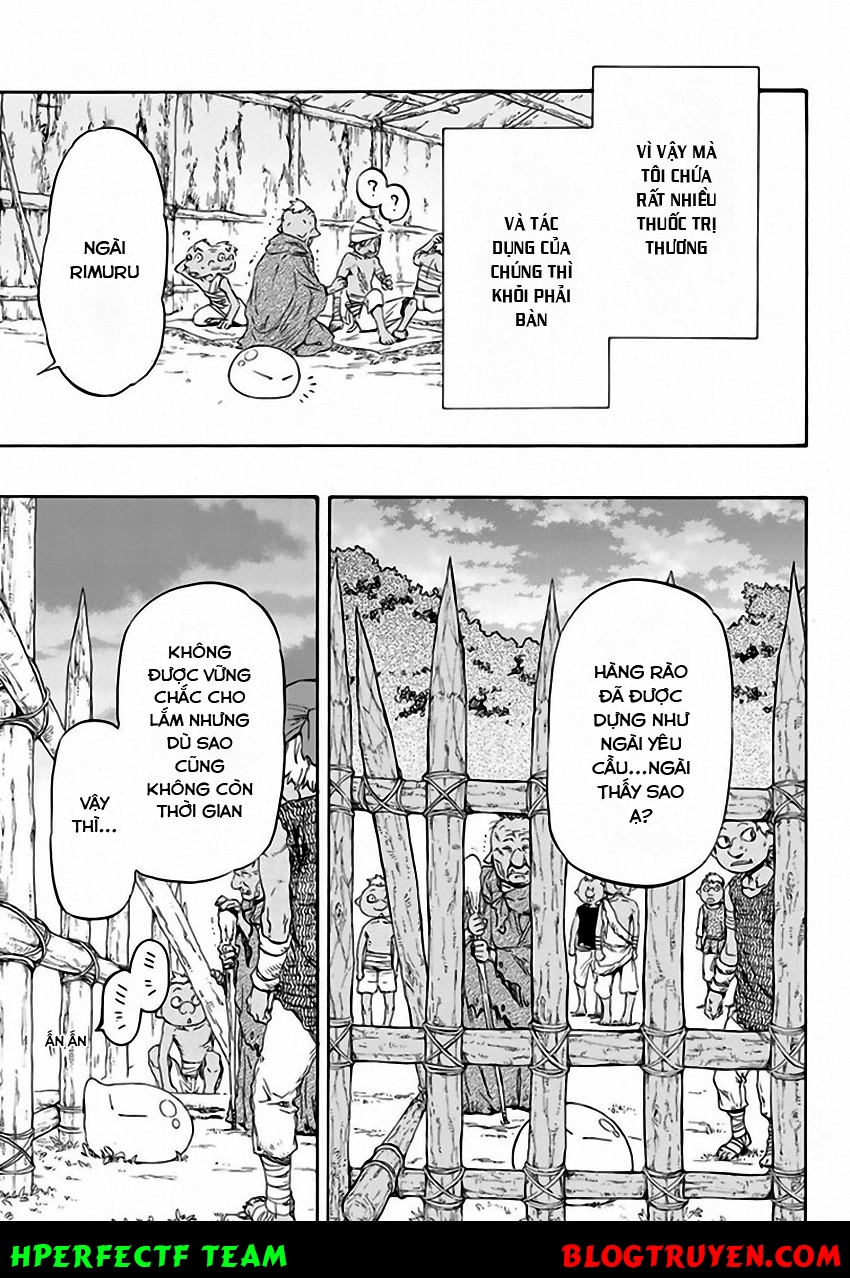 VÌ VẬY MÀ
TÔI CHỨA
RẤT NHIỀU
THUỐC TRỊ
THƯƠNG
VÀ TÁC
DỤNG CỦA
CHÚNG THÌ
KHỎI PHẢI
BÀN
?
?
?
NGÀI
RIMURU
HÀNG RÀO
ĐÃ ĐƯỢC
DỰNG NHƯ
NGÀI YÊU
CẦU...NGÀI
THẤY SAO
Ạ?
KHÔNG
ĐƯỢC VỮNG
CHẮC CHO
LẮM NHƯNG
DÙ SAO
CŨNG
KHÔNG CÒN
THỜI GIAN
VẬY
THÌ...
ẤN ẤN
HPERFECTF TEAM
BLOGTRUYEN.COM